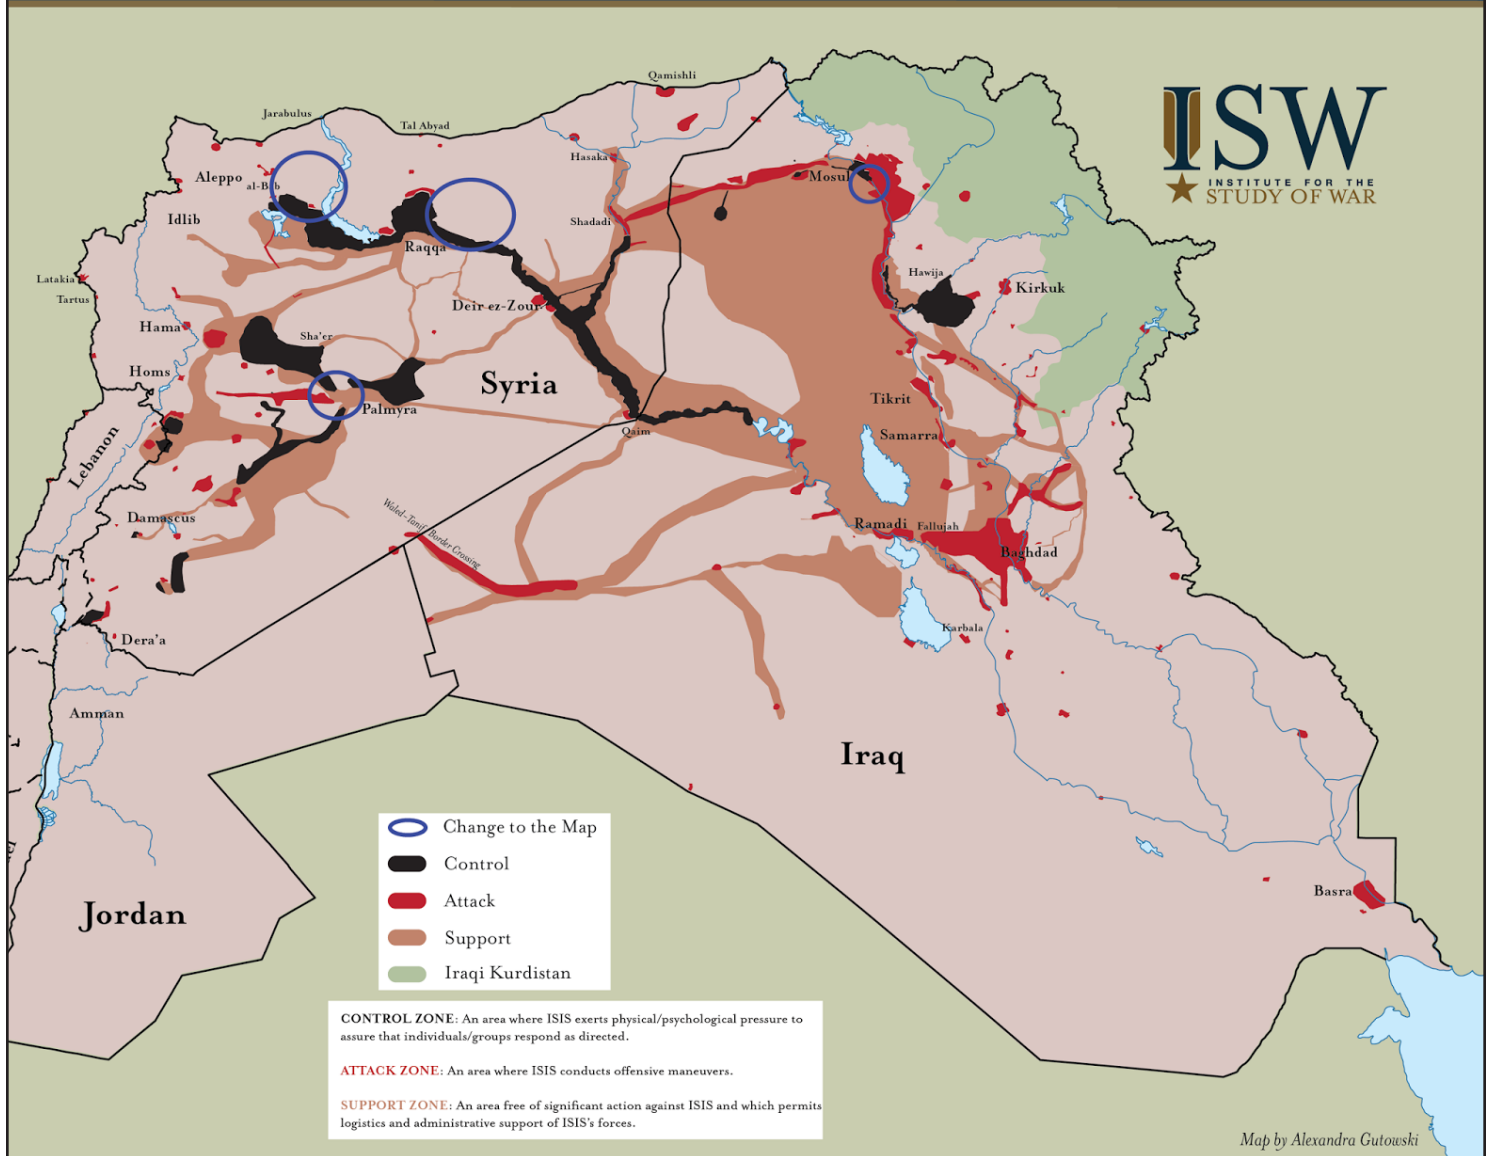 Qamishli
ISW
INSTITUTE FOR THE
STUDY OF WAR
Jarabulus
Tal Abyad
Hasaka
Aleppo
al-Bab
Mosul
Idlib
Shadadi
Raqqa
Latakia
Tartus
Hawija
Kirkuk
Deir ez-Zour
Hama
Sha'er
Homs
Syria
Palmyra
Tikrit
Qaim
Samarra
Lebanon
Waled-Tanif Border Crossing
Damascus
Ramadi
Fallujah
Baghdad
Dera'a
Karbala
Amman
Iraq
Change to the Map
Control
Attack
Support
Iraqi Kurdistan
Jordan
Basra
CONTROL ZONE: An area where ISIS exerts physical/psychological pressure to
assure that individuals/groups respond as directed.
ATTACK ZONE: An area where ISIS conducts offensive maneuvers.
SUPPORT ZONE: An area free of significant action against ISIS and which permits
logistics and administrative support of ISIS's forces.
Map by Alexandra Gutowski